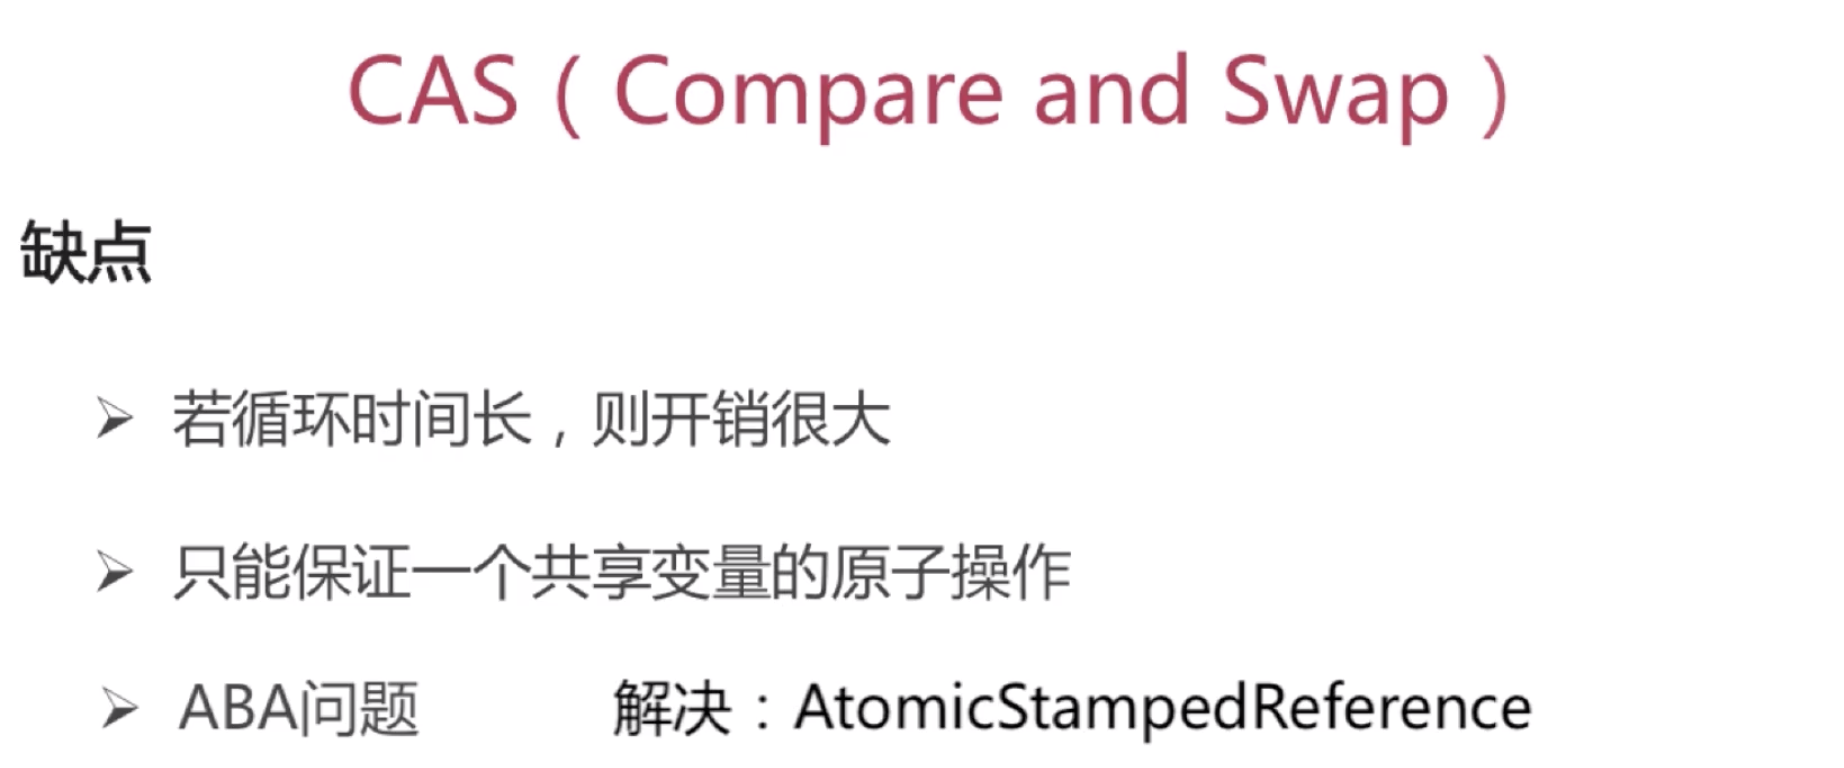 CAS（Compare and Swap）
缺点
➢ 若循环时间长，则开销很大
➢ 只能保证一个共享变量的原子操作
➢ ABA问题 解决：AtomicStampedReference